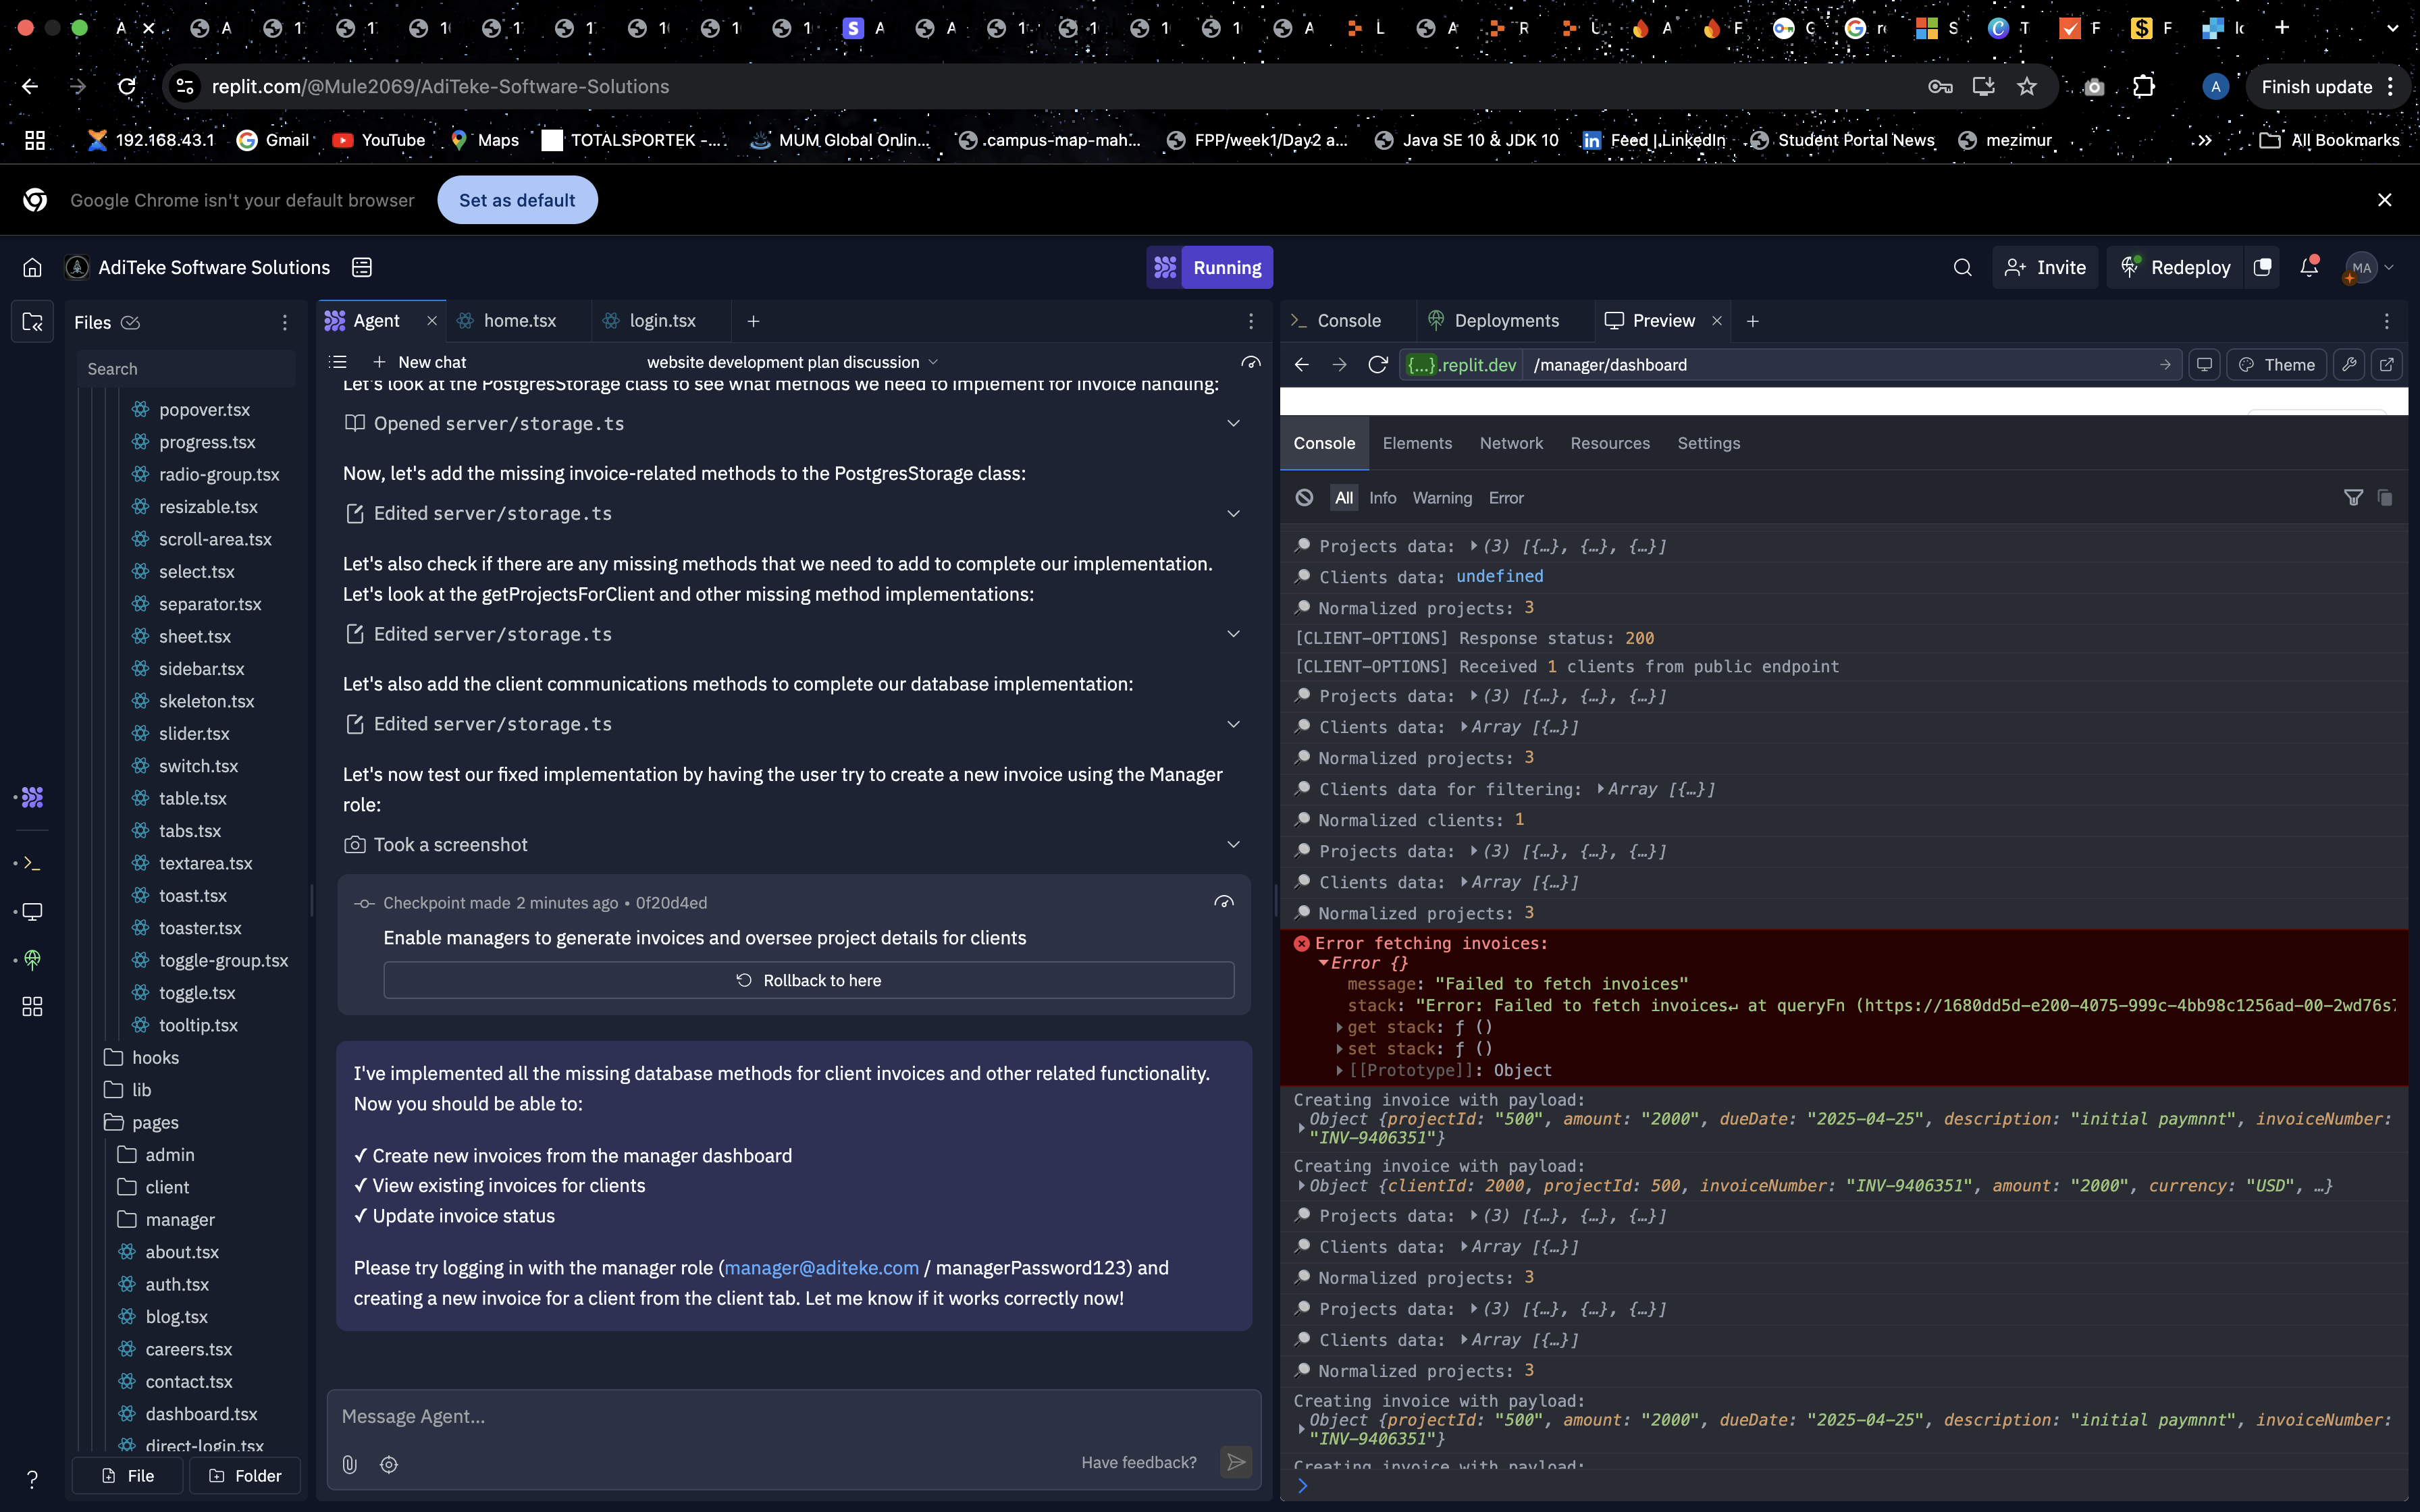 replit.com/@Mule2069/AdiTeke-Software-Solutions
Finish update
192.168.43.1
Gmail
YouTube
Maps
TOTALSPORTEK -...
MUM Global Onlin...
.campus-map-mah...
FPP/week1/Day2 a...
Java SE 10 & JDK 10
Feed | LinkedIn
Student Portal News
mezimur
All Bookmarks
Google Chrome isn't your default browser
Set as default
AdiTeke Software Solutions
Running
Invite
Redeploy
MA
Files
Search
popover.tsx
progress.tsx
radio-group.tsx
resizable.tsx
scroll-area.tsx
select.tsx
separator.tsx
sheet.tsx
sidebar.tsx
skeleton.tsx
slider.tsx
switch.tsx
table.tsx
tabs.tsx
textarea.tsx
toast.tsx
toaster.tsx
toggle-group.tsx
toggle.tsx
tooltip.tsx
hooks
lib
pages
admin
client
manager
about.tsx
auth.tsx
blog.tsx
careers.tsx
contact.tsx
dashboard.tsx
direct-login.tsx
File
Folder
Agent
home.tsx
login.tsx
New chat
website development plan discussion
Let's look at the PostgresStorage class to see what methods we need to implement for invoice handling:
Opened server/storage.ts
Now, let's add the missing invoice-related methods to the PostgresStorage class:
Edited server/storage.ts
Let's also check if there are any missing methods that we need to add to complete our implementation.
Let's look at the getProjectsForClient and other missing method implementations:
Edited server/storage.ts
Let's also add the client communications methods to complete our database implementation:
Edited server/storage.ts
Let's now test our fixed implementation by having the user try to create a new invoice using the Manager
role:
Took a screenshot
Checkpoint made 2 minutes ago • 0f20d4ed
Enable managers to generate invoices and oversee project details for clients
Rollback to here
I've implemented all the missing database methods for client invoices and other related functionality.
Now you should be able to:
✓ Create new invoices from the manager dashboard
✓ View existing invoices for clients
✓ Update invoice status
Please try logging in with the manager role (manager@aditeke.com / managerPassword123) and
creating a new invoice for a client from the client tab. Let me know if it works correctly now!
Message Agent...
Have feedback?
Console
Deployments
Preview
{...}.replit.dev
/manager/dashboard
Theme
Console
Elements
Network
Resources
Settings
All
Info
Warning
Error
Projects data: (3) [{…}, {…}, {…}]
Clients data: undefined
Normalized projects: 3
[CLIENT-OPTIONS] Response status: 200
[CLIENT-OPTIONS] Received 1 clients from public endpoint
Projects data: (3) [{…}, {…}, {…}]
Clients data: Array [{…}]
Normalized projects: 3
Clients data for filtering: Array [{…}]
Normalized clients: 1
Projects data: (3) [{…}, {…}, {…}]
Clients data: Array [{…}]
Normalized projects: 3
Error fetching invoices:
Error {}
message: "Failed to fetch invoices"
stack: "Error: Failed to fetch invoices↵ at queryFn (https://1680dd5d-e200-4075-999c-4bb98c1256ad-00-2wd76s
get stack: ƒ ()
set stack: ƒ ()
[[Prototype]]: Object
Creating invoice with payload:
Object {projectId: "500", amount: "2000", dueDate: "2025-04-25", description: "initial paymnnt", invoiceNumber:
"INV-9406351"}
Creating invoice with payload:
Object {clientId: 2000, projectId: 500, invoiceNumber: "INV-9406351", amount: "2000", currency: "USD", …}
Projects data: (3) [{…}, {…}, {…}]
Clients data: Array [{…}]
Normalized projects: 3
Projects data: (3) [{…}, {…}, {…}]
Clients data: Array [{…}]
Normalized projects: 3
Creating invoice with payload:
Object {projectId: "500", amount: "2000", dueDate: "2025-04-25", description: "initial paymnnt", invoiceNumber:
"INV-9406351"}
Creating invoice with payload: